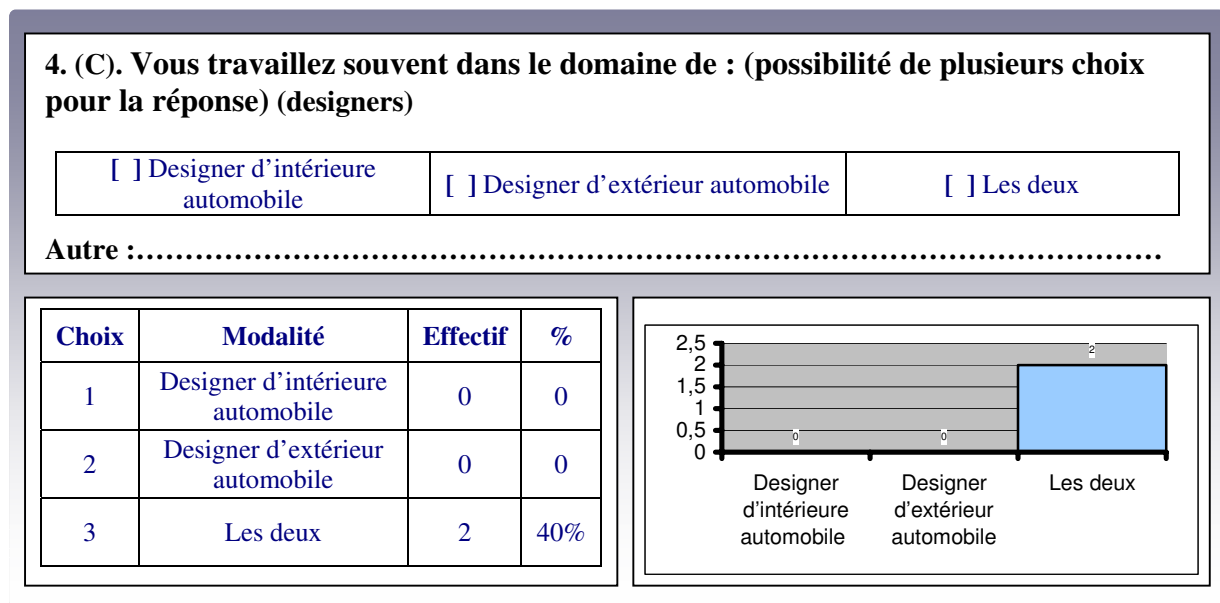 4. (C). Vous travaillez souvent dans le domaine de : (possibilité de plusieurs choix
pour la réponse) (designers)
[ ] Designer d’intérieure
automobile
[ ] Designer d’extérieur automobile
[ ] Les deux
Autre :…………………………………………………………………………………………
Choix Modalité Effectif %
1 Designer d’intérieure automobile 0 0
2 Designer d’extérieur automobile 0 0
3 Les deux 2 40%
2,5
2
1,5
1
0,5
0
0
0
2
Designer
d’intérieure
automobile
Designer
d’extérieur
automobile
Les deux